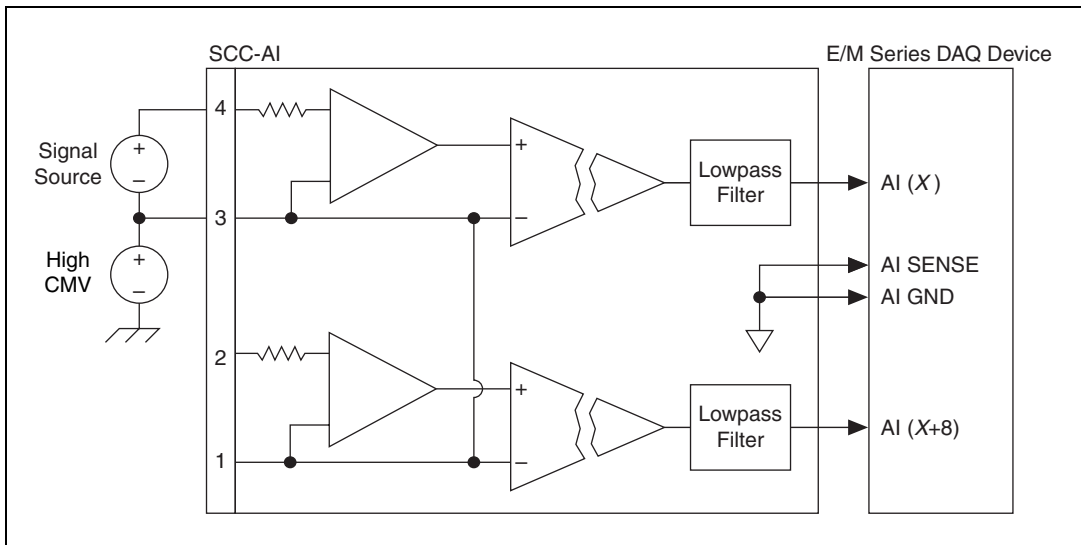 SCC-AI
E/M Series DAQ Device
4
+
−
Signal
Source
3
+
−
High
CMV
+
−
Lowpass
Filter
AI (X)
AI SENSE
AI GND
2
1
+
−
Lowpass
Filter
AI (X+8)